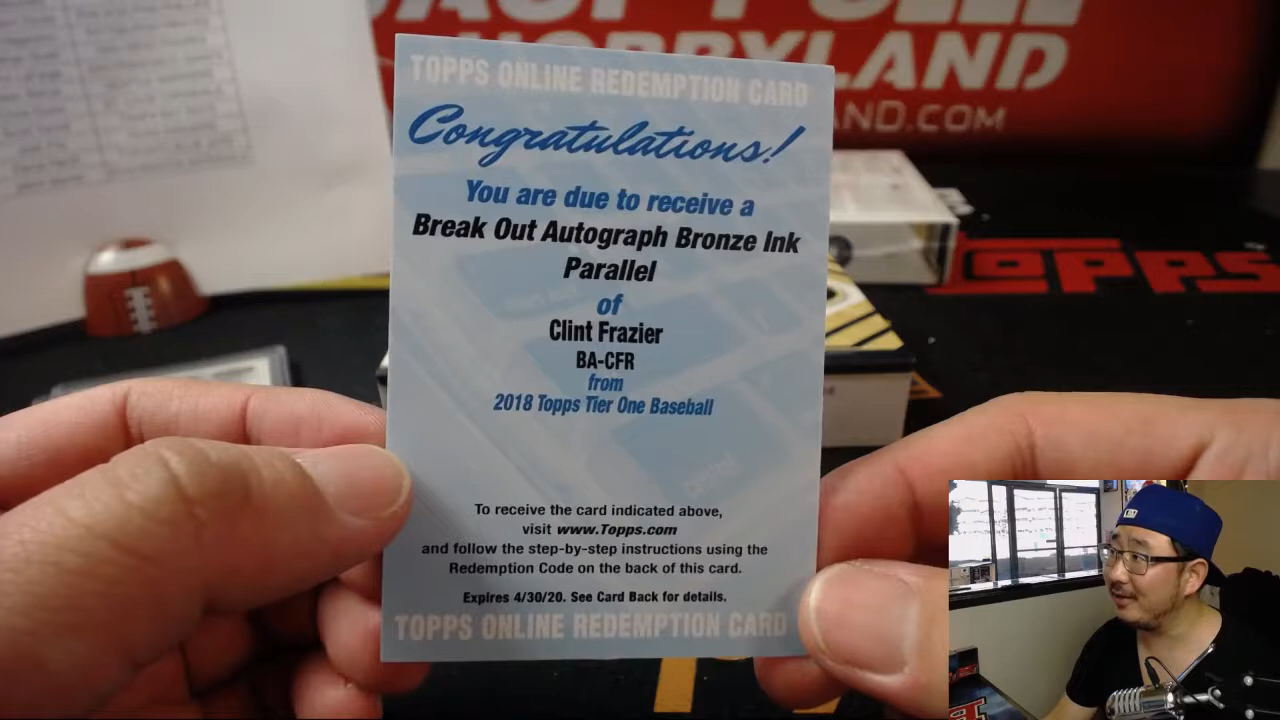 HOBBYLAND
ND.COM
TOPPS
TOPPS ONLINE REDEMPTION CARD
Congratulations!
You are due to receive a
Break Out Autograph Bronze Ink
Parallel
of
Clint Frazier
BA-CFR
from
2018 Topps Tier One Baseball
To receive the card indicated above,
visit www.Topps.com
and follow the step-by-step instructions using the
Redemption Code on the back of this card.
Expires 4/30/20. See Card Back for details.
TOPPS ONLINE REDEMPTION CARD